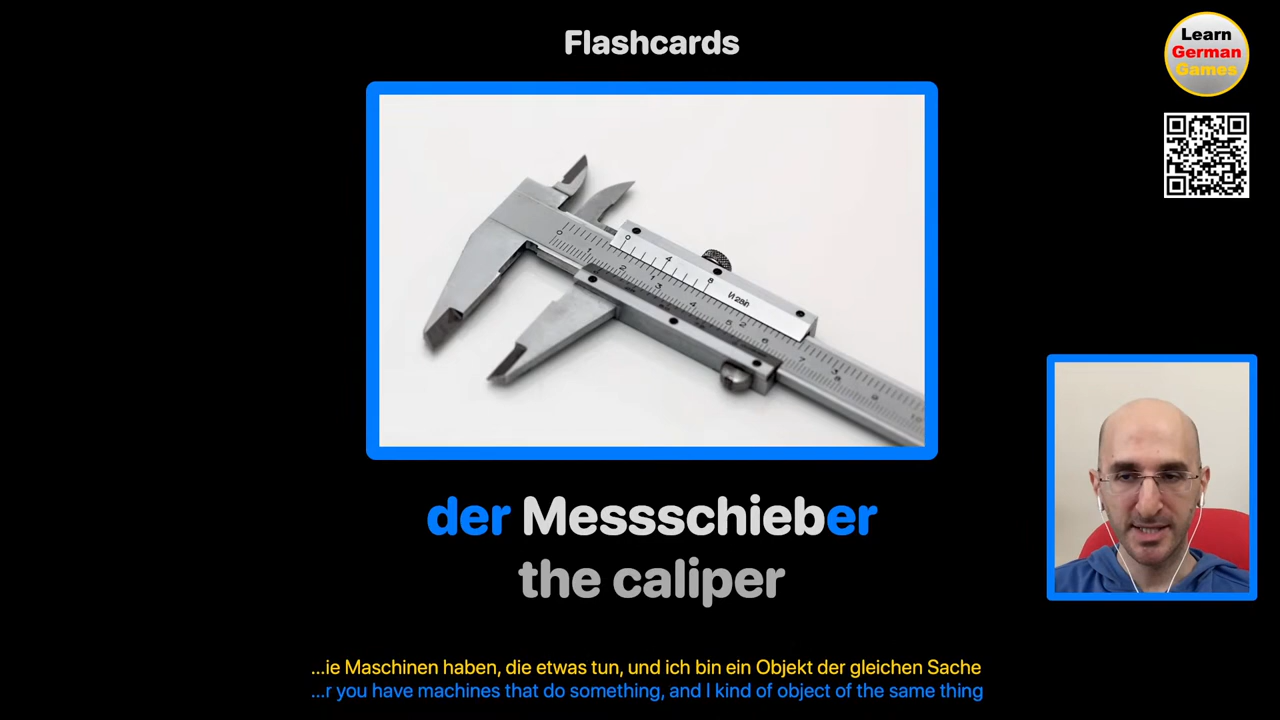 Flashcards
Learn
German
Games
der Messschieber
the caliper
...ie Maschinen haben, die etwas tun, und ich bin ein Objekt der gleichen Sache
...r you have machines that do something, and I kind of object of the same thing